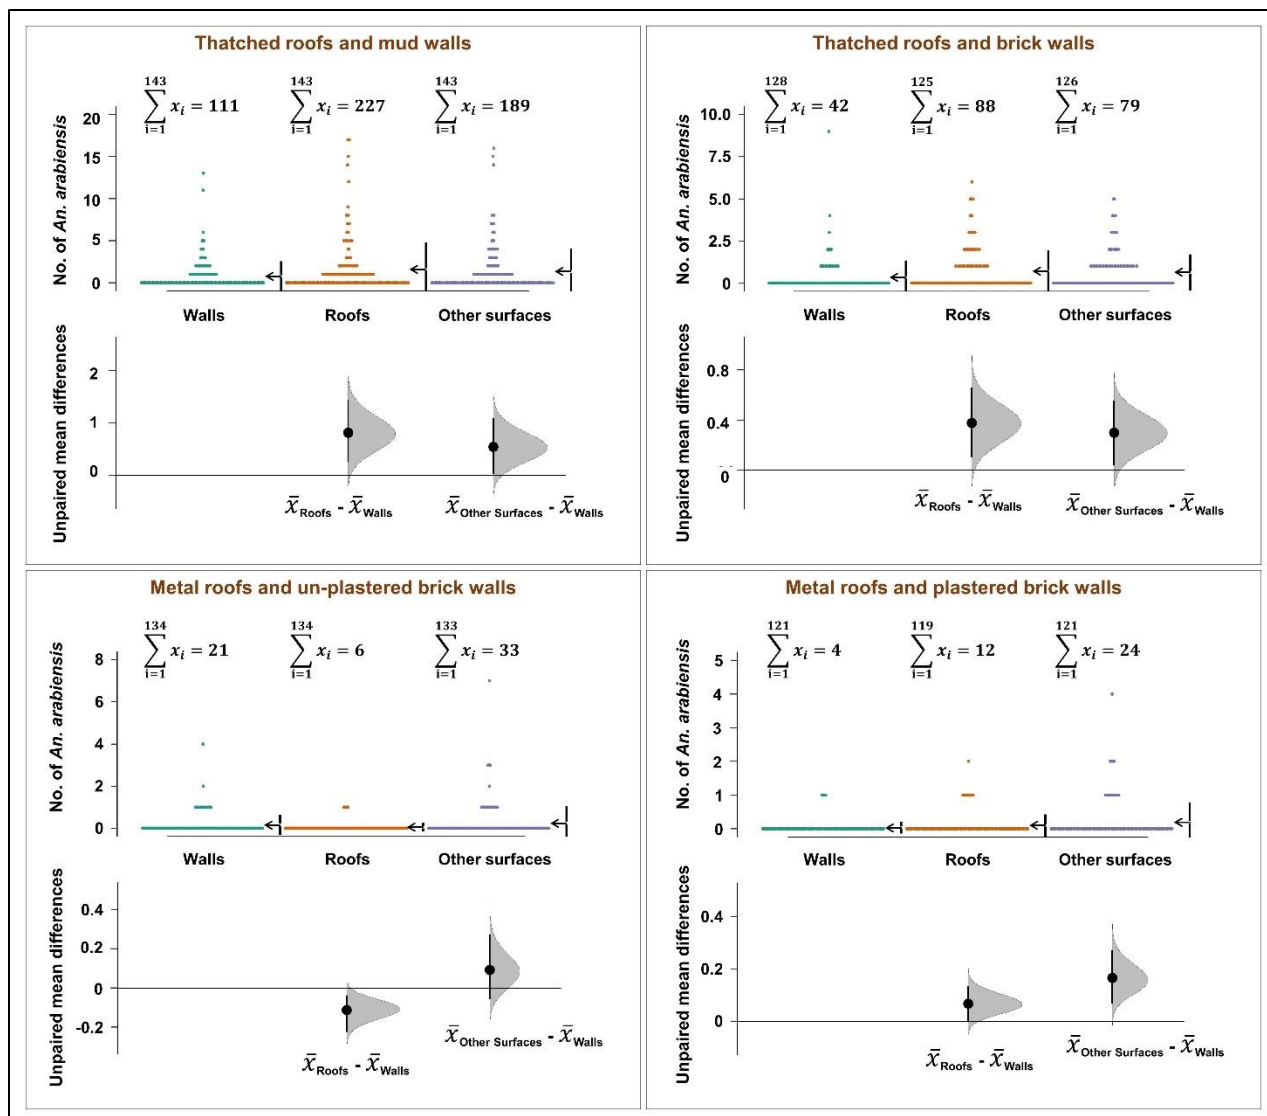 Thatched roofs and mud walls
143 ∑ i=1 xᵢ = 111
143 ∑ i=1 xᵢ = 227
143 ∑ i=1 xᵢ = 189
No. of An. arabiensis
20
15
10
5
0
Walls Roofs Other surfaces
Unpaired mean differences
2
1
0
x̄Roofs - x̄Walls
x̄Other Surfaces - x̄Walls
Thatched roofs and brick walls
128 ∑ i=1 xᵢ = 42
125 ∑ i=1 xᵢ = 88
126 ∑ i=1 xᵢ = 79
No. of An. arabiensis
10.0
7.5
5.0
2.5
0
Walls Roofs Other surfaces
Unpaired mean differences
0.8
0.4
0
x̄Roofs - x̄Walls
x̄Other Surfaces - x̄Walls
Metal roofs and un-plastered brick walls
134 ∑ i=1 xᵢ = 21
134 ∑ i=1 xᵢ = 6
133 ∑ i=1 xᵢ = 33
No. of An. arabiensis
8
6
4
2
0
Walls Roofs Other surfaces
Unpaired mean differences
0.4
0.2
0
-0.2
x̄Roofs - x̄Walls
x̄Other Surfaces - x̄Walls
Metal roofs and plastered brick walls
121 ∑ i=1 xᵢ = 4
119 ∑ i=1 xᵢ = 12
121 ∑ i=1 xᵢ = 24
No. of An. arabiensis
5
4
3
2
1
0
Walls Roofs Other surfaces
Unpaired mean differences
0.4
0.2
0
x̄Roofs - x̄Walls
x̄Other Surfaces - x̄Walls